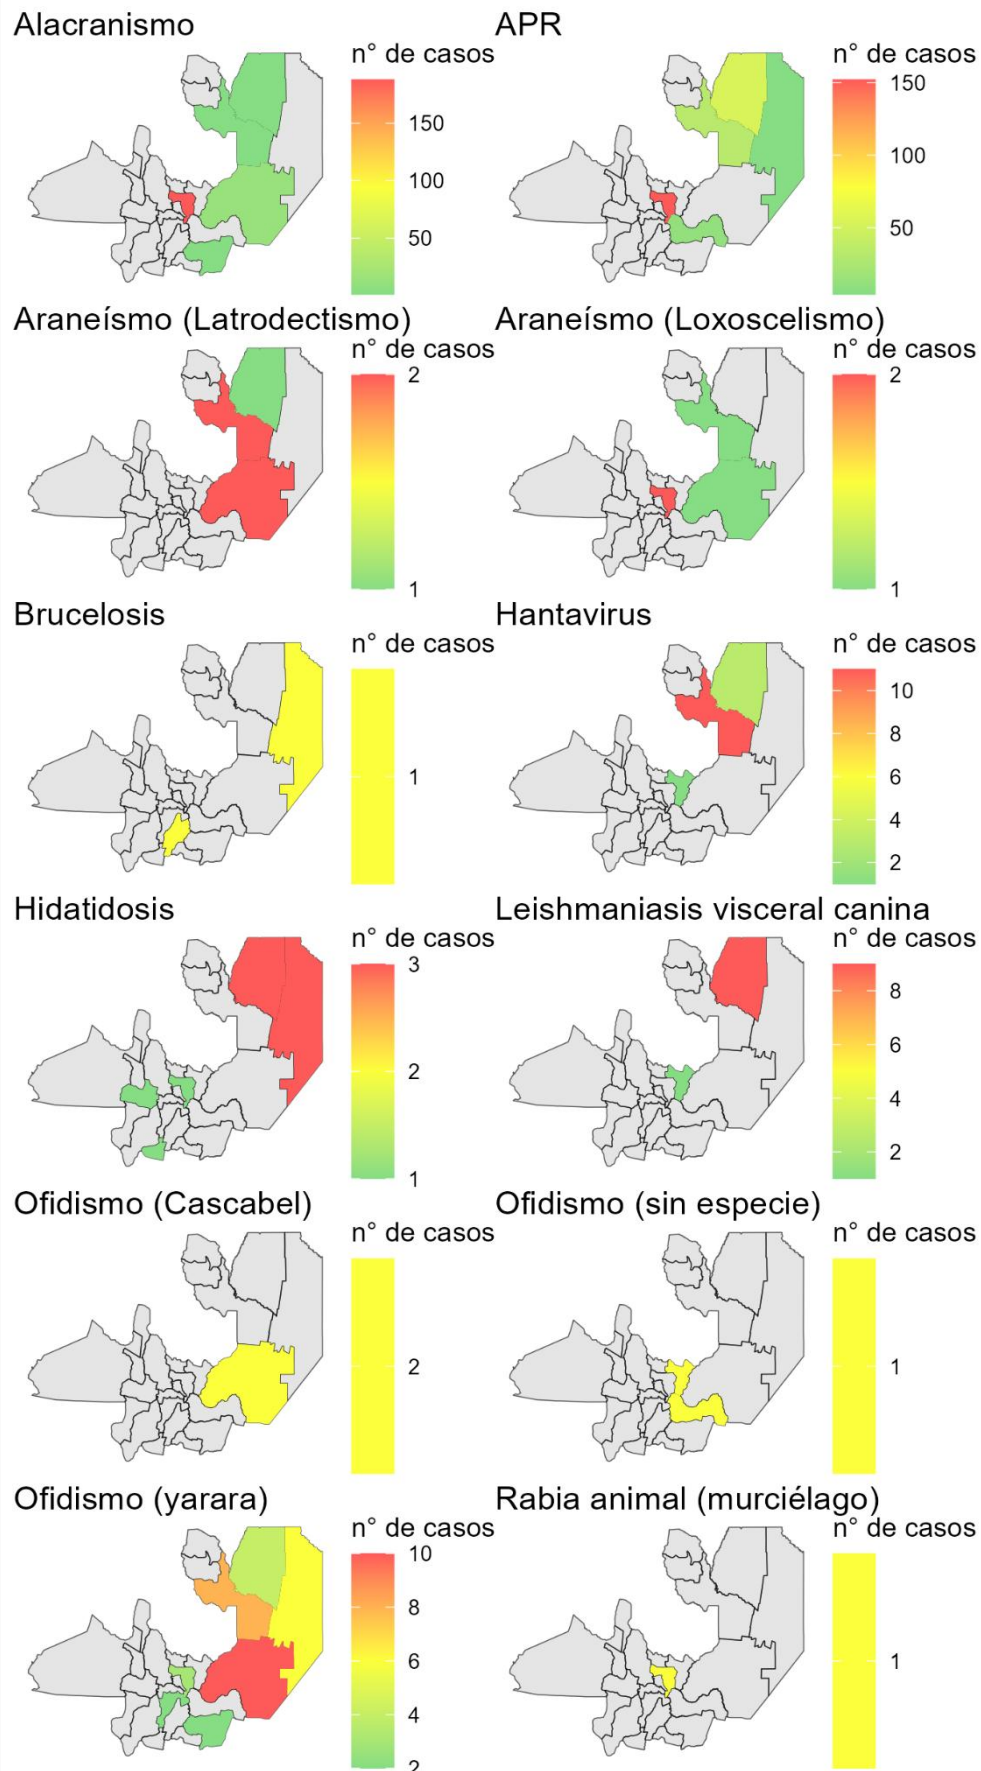 Alacranismo
n° de casos
150
100
50
APR
n° de casos
150
100
50
Araneísmo (Latrodectismo)
n° de casos
2
1
Araneísmo (Loxoscelismo)
n° de casos
2
1
Brucelosis
n° de casos
1
Hantavirus
n° de casos
10
8
6
4
2
Hidatidosis
n° de casos
3
2
1
Leishmaniasis visceral canina
n° de casos
8
6
4
2
Ofidismo (Cascabel)
n° de casos
2
Ofidismo (sin especie)
n° de casos
1
Ofidismo (yarara)
n° de casos
10
8
6
4
2
Rabia animal (murciélago)
n° de casos
1